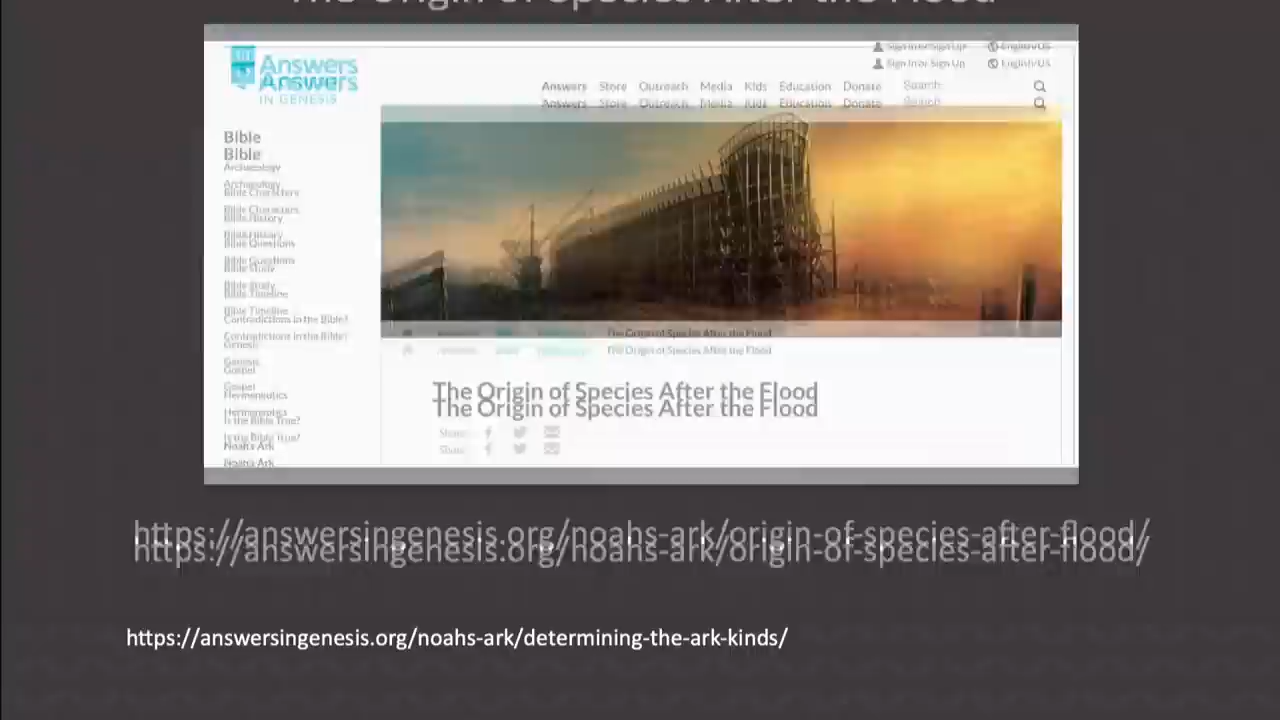 The Origin of Species After the Flood
Answers
IN GENESIS
Sign In or Sign Up
English/US
Answers Store Outreach Media Kids Education Donate Search
Bible
Archaeology
Bible Characters
Bible History
Bible Questions
Bible Study
Bible Timeline
Contradictions in the Bible?
Genesis
Gospel
Hermeneutics
Is the Bible True?
Noah's Ark
The Origin of Species After the Flood
The Origin of Species After the Flood
Share:
https://answersingenesis.org/noahs-ark/origin-of-species-after-flood/
https://answersingenesis.org/noahs-ark/determining-the-ark-kinds/